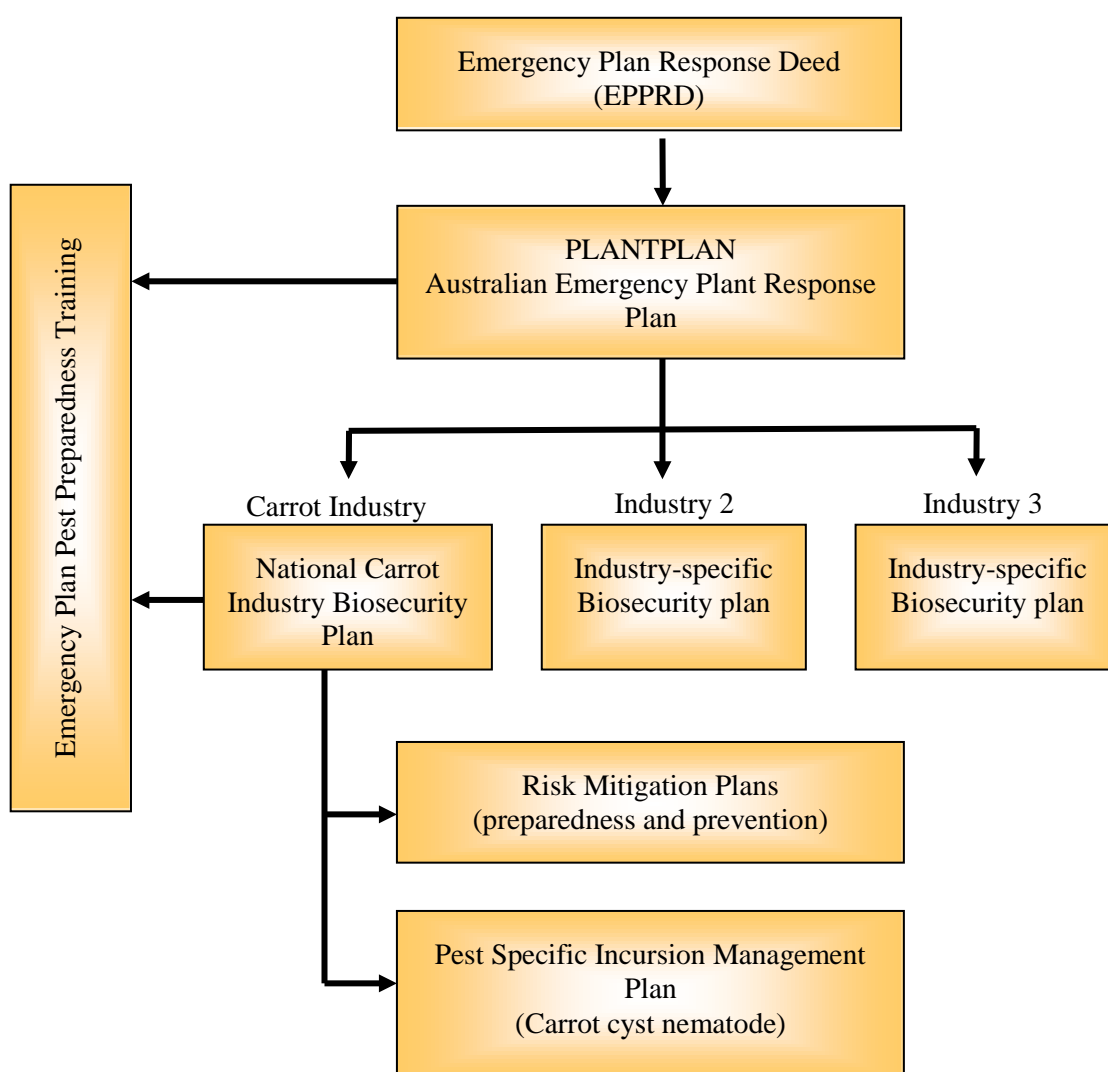 Emergency Plan Response Deed
(EPPRD)
Emergency Plan Pest Preparedness Training
PLANTPLAN
Australian Emergency Plant Response
Plan
Carrot Industry
Industry 2
Industry 3
National Carrot
Industry Biosecurity
Plan
Industry-specific
Biosecurity plan
Industry-specific
Biosecurity plan
Risk Mitigation Plans
(preparedness and prevention)
Pest Specific Incursion Management
Plan
(Carrot cyst nematode)